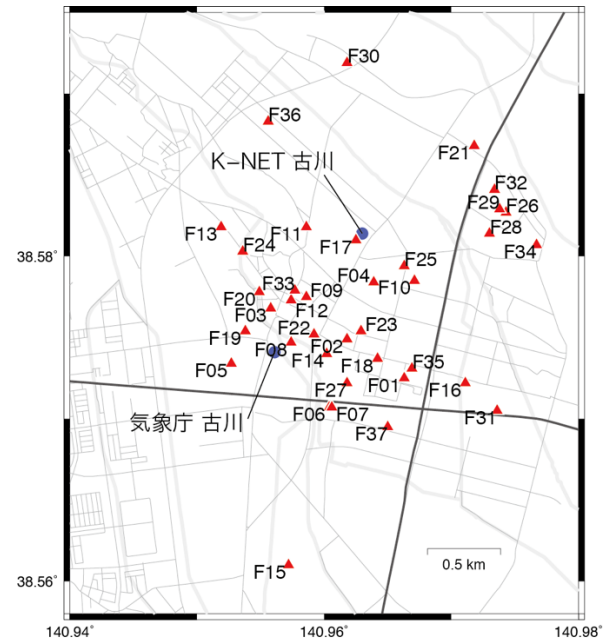 F30
F36
K−NET 古川
F21
F32
F29
F26
F13
F11
F28
F17
F34
F24
38.58°
F25
F04
F10
F33
F09
F20
F12
F03
F23
F19
F22
F02
F08
F14
F18
F35
F05
F01
F16
F27
気象庁 古川
F06
F07
F31
F37
0.5 km
F15
38.56°
140.94°
140.96°
140.98°